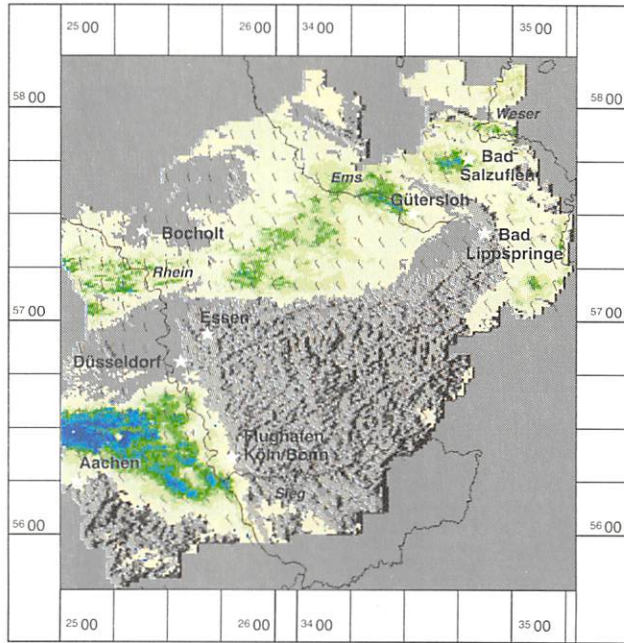 25 00
26 00
34 00
35 00
58 00
58 00
Weser
Bad
Salzuflen
Ems
Gütersloh
Bocholt
Bad
Lippspringe
Rhein
57 00
57 00
Essen
Düsseldorf
Flughafen
Köln/Bonn
Aachen
Sieg
56 00
56 00
25 00
26 00
34 00
35 00